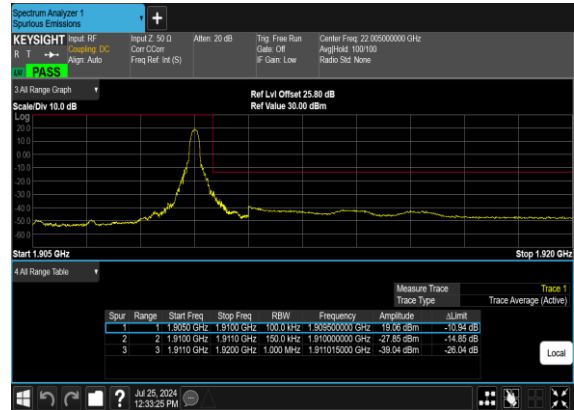 Spectrum Analyzer 1
Spurious Emissions
+
KEYSIGHT Input: RF Input Z: 50 Ω Atten: 20 dB Trig: Free Run Center Freq: 22.005000000 GHz
R T Coupling: DC Corr CCorr Gate: Off Avg|Hold: 100/100
Align: Auto Freq Ref: Int (S) IF Gain: Low Radio Std: None
PASS
3 All Range Graph
Ref Lvl Offset 25.80 dB
Scale/Div 10.0 dB Ref Value 30.00 dBm
Log
20.0
10.0
0.00
-10.0
-20.0
-30.0
-40.0
-50.0
-60.0
Start 1.905 GHz Stop 1.920 GHz
4 All Range Table
Measure Trace Trace 1
Trace Type Trace Average (Active)
Spur Range Start Freq Stop Freq RBW Frequency Amplitude ΔLimit
1 1 1.9050 GHz 1.9100 GHz 100.0 kHz 1.909500000 GHz 19.06 dBm -10.94 dB
2 2 1.9100 GHz 1.9110 GHz 150.0 kHz 1.910000000 GHz -27.85 dBm -14.85 dB
3 3 1.9110 GHz 1.9200 GHz 1.000 MHz 1.911015000 GHz -39.04 dBm -26.04 dB
Local
? Jul 25, 2024
12:33:25 PM